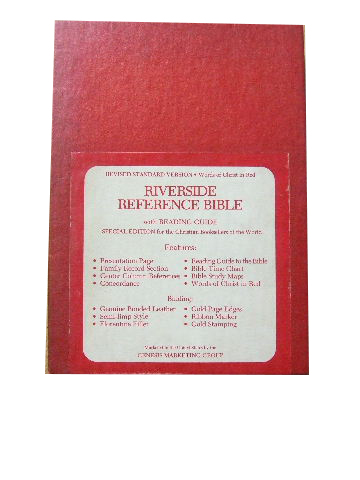 REVISED STANDARD VERSION • Words of Christ in Red
RIVERSIDE
REFERENCE BIBLE
with READING GUIDE
SPECIAL EDITION for the Christian Booksellers of the World
Features:
• Presentation Page
• Family Record Section
• Center Column References
• Concordance
• Reading Guide to the Bible
• Bible Time Chart
• Bible Study Maps
• Words of Christ in Red
Binding:
• Genuine Bonded Leather
• Semi-limp Style
• Florentine Fillet
• Gold Page Edges
• Ribbon Marker
• Gold Stamping
GENESIS MARKETING GROUP